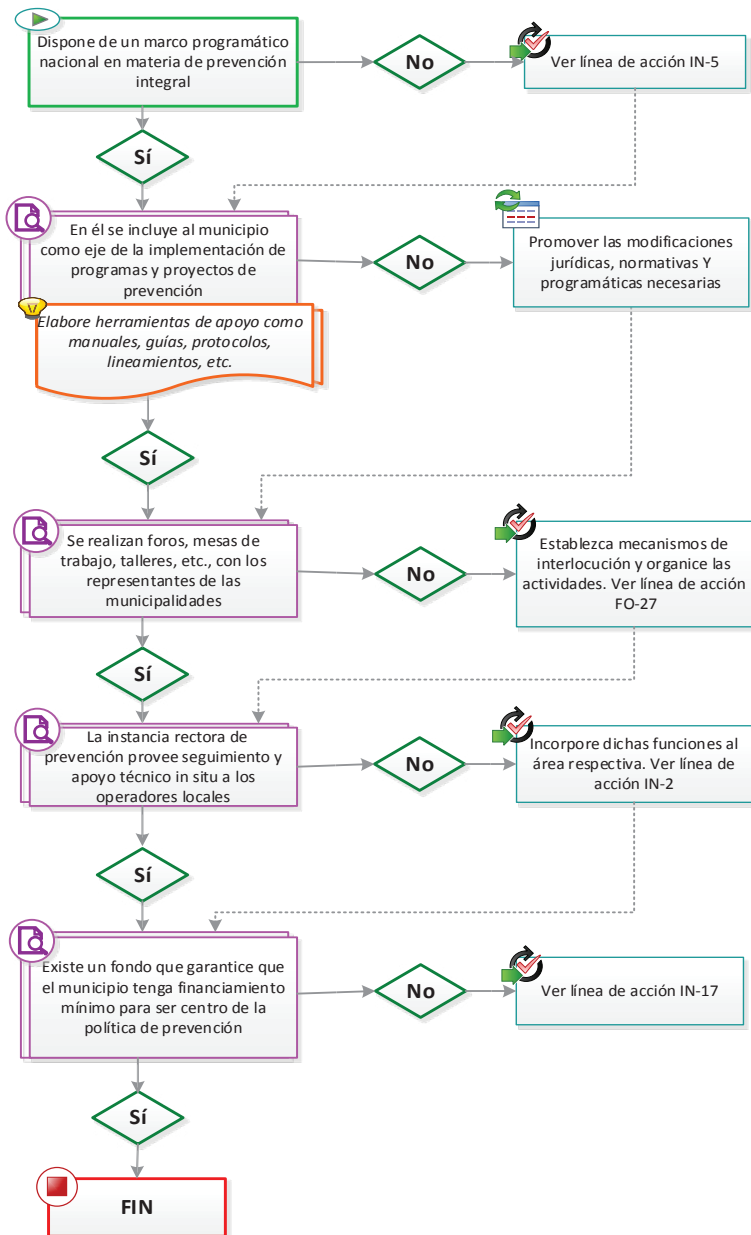 Dispone de un marco programático
nacional en materia de prevención
integral
No
Ver línea de acción IN-5
Sí
En él se incluye al municipio
como eje de la implementación de
programas y proyectos de
prevención
No
Promover las modificaciones
jurídicas, normativas Y
programáticas necesarias
Elabore herramientas de apoyo como
manuales, guías, protocolos,
lineamientos, etc.
Sí
Se realizan foros, mesas de
trabajo, talleres, etc., con los
representantes de las
municipalidades
No
Establezca mecanismos de
interlocución y organice las
actividades. Ver línea de acción
FO-27
Sí
La instancia rectora de
prevención provee seguimiento y
apoyo técnico in situ a los
operadores locales
No
Incorpore dichas funciones al
área respectiva. Ver línea de
acción IN-2
Sí
Existe un fondo que garantice que
el municipio tenga financiamiento
mínimo para ser centro de la
política de prevención
No
Ver línea de acción IN-17
Sí
FIN